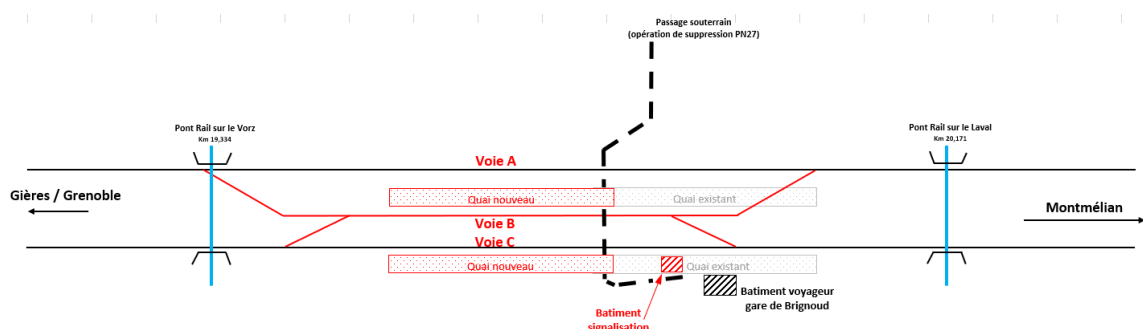 Passage souterrain
(opération de suppression PN27)
Pont Rail sur le Vorz
Km 19,334
Pont Rail sur le Laval
Km 20,171
Voie A
Gières / Grenoble
Quai nouveau
Quai existant
Montmélian
Voie B
Voie C
Quai nouveau
Quai existant
Batiment voyageur
gare de Brignoud
Batiment
signalisation